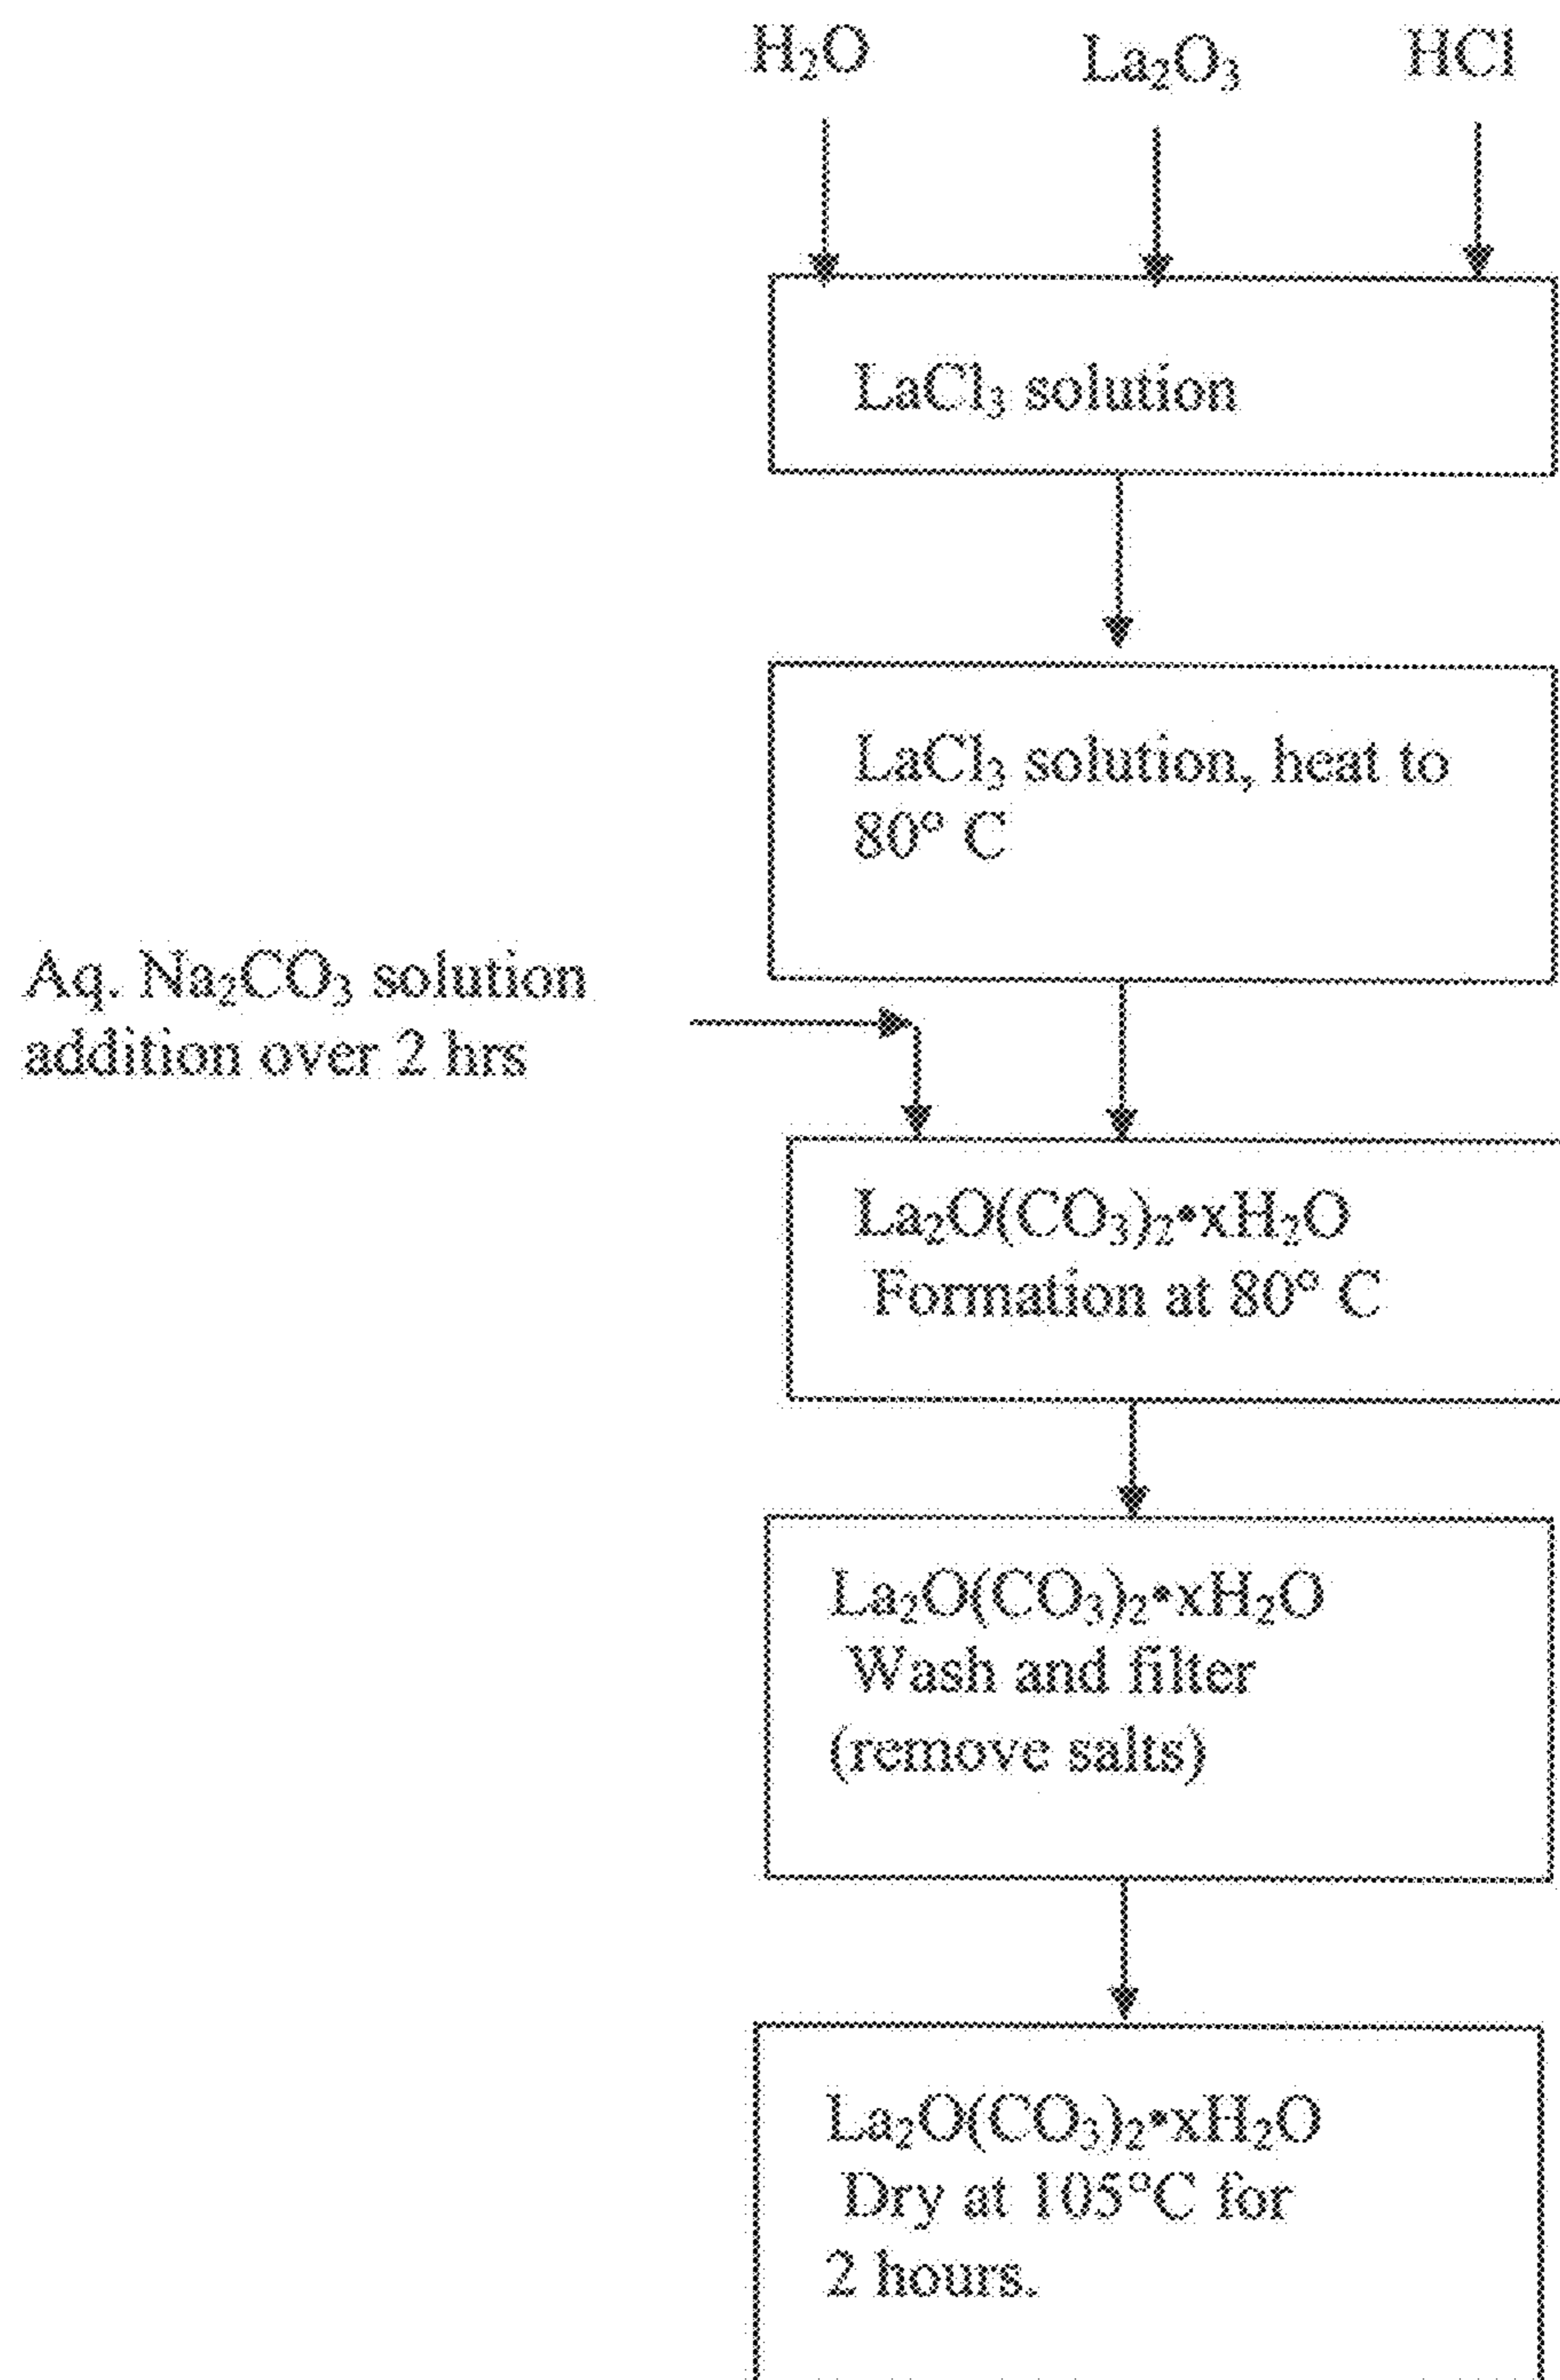 H₂O La₂O₃ HCl
LaCl₃ solution
LaCl₃ solution, heat to
80° C
Aq. Na₂CO₃ solution
addition over 2 hrs
La₂O(CO₃)₂•xH₂O
Formation at 80° C
La₂O(CO₃)₂•xH₂O
Wash and filter
(remove salts)
La₂O(CO₃)₂•xH₂O
Dry at 105°C for
2 hours.